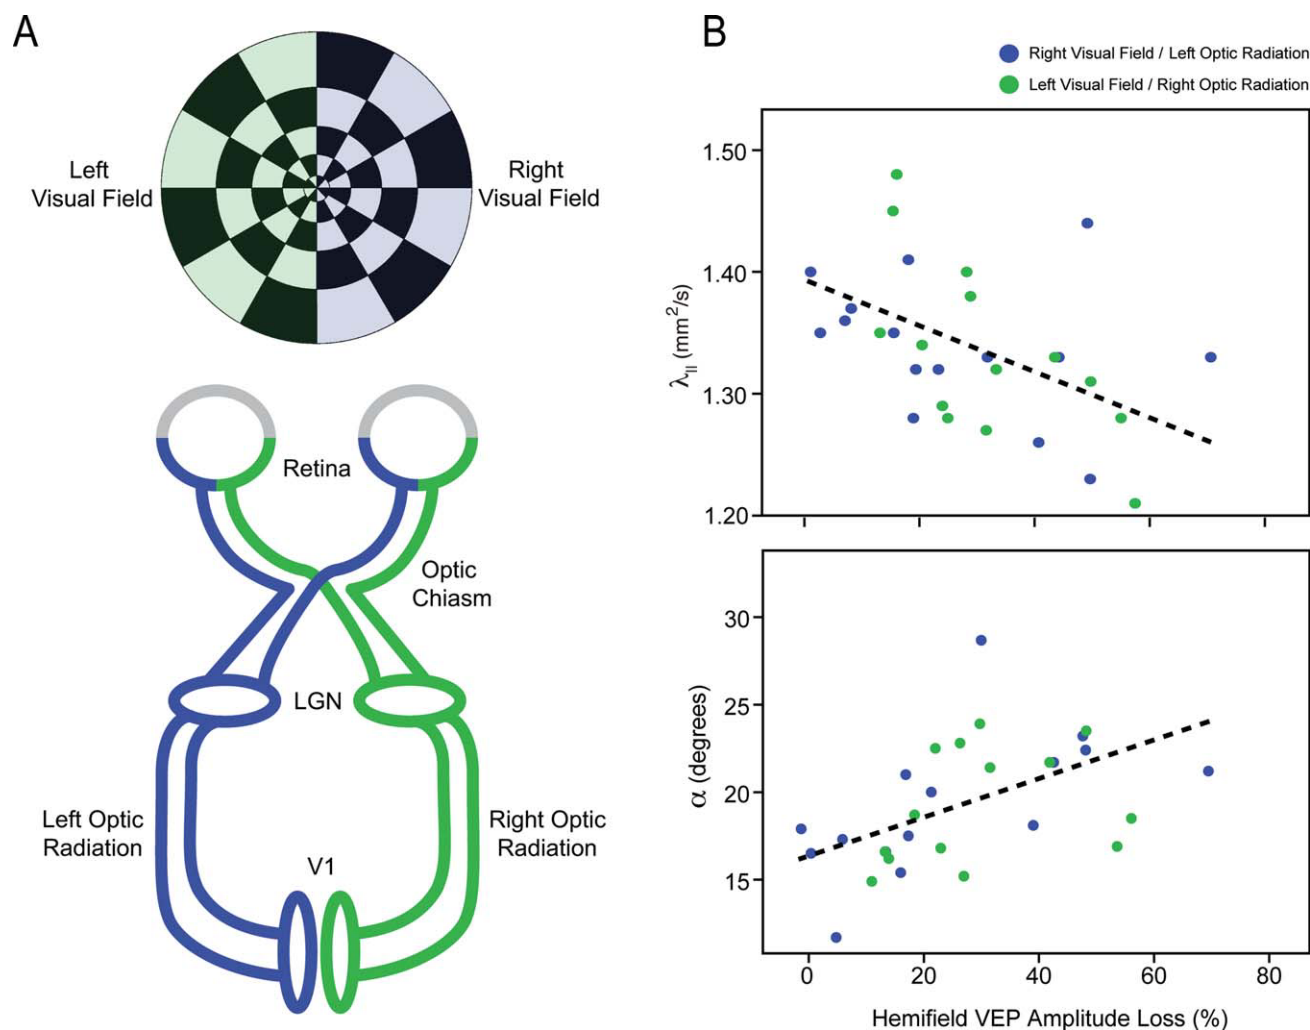 A
Left
Visual Field
Right
Visual Field
Retina
Optic
Chiasm
LGN
Left Optic
Radiation
Right Optic
Radiation
V1
B
Right Visual Field / Left Optic Radiation
Left Visual Field / Right Optic Radiation
1.50
1.40
1.30
1.20
λ|| (mm²/s)
30
25
20
15
α (degrees)
0 20 40 60 80
Hemifield VEP Amplitude Loss (%)